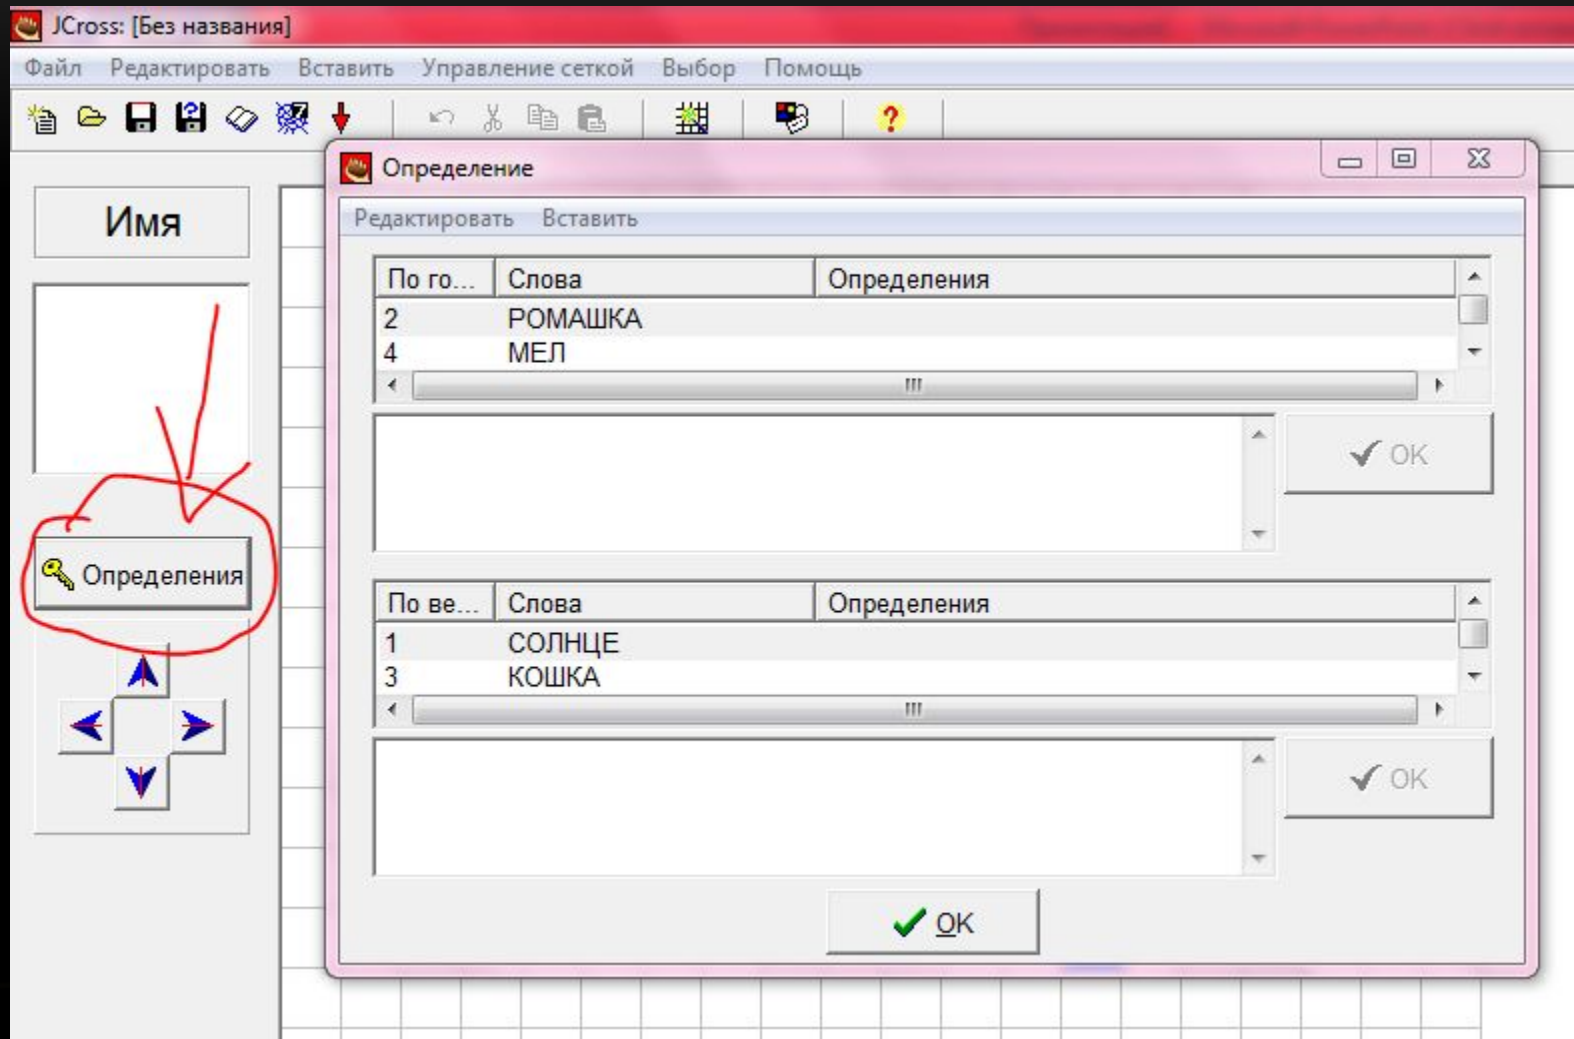 JCross: [Без названия]
Файл Редактировать Вставить Управление сеткой Выбор Помощь
Определение
Редактировать Вставить
Имя
По го... Слова Определения
2 РОМАШКА
4 МЕЛ
OK
Определения
По ве... Слова Определения
1 СОЛНЦЕ
3 КОШКА
OK
OK